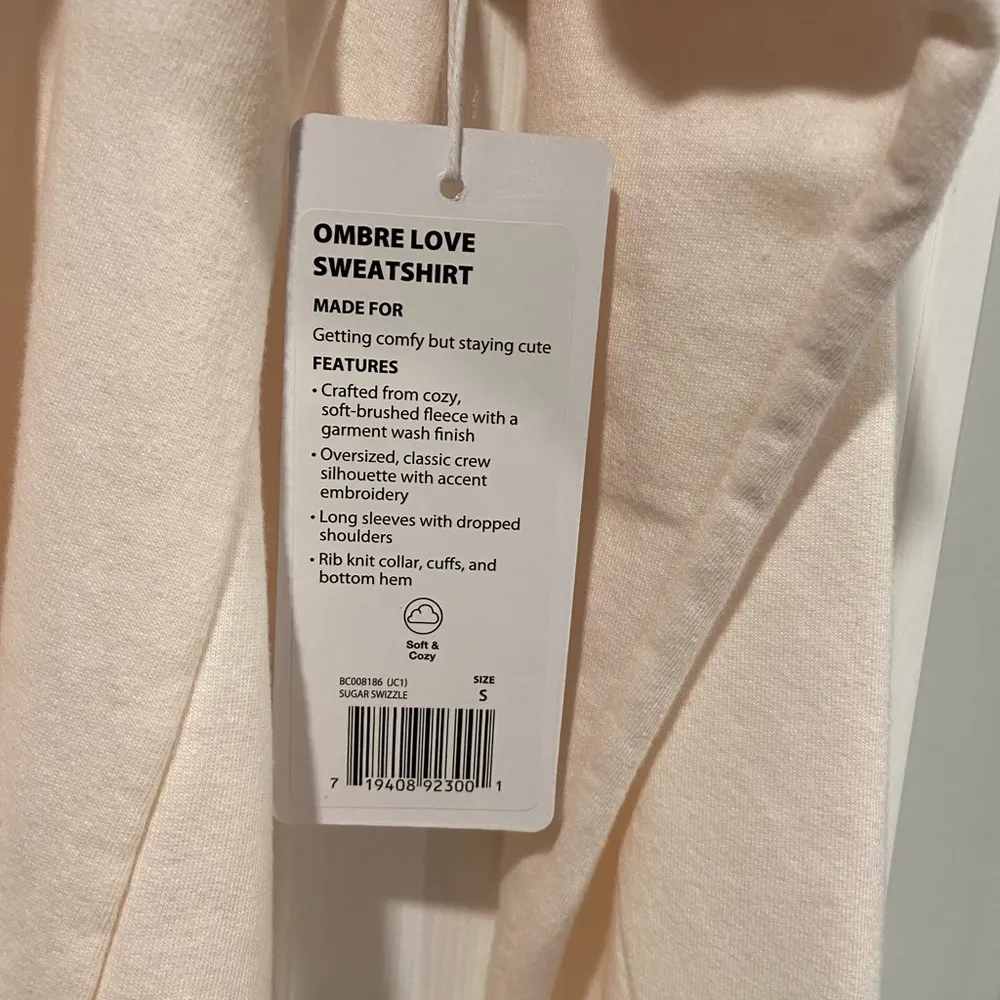 OMBRE LOVE
SWEATSHIRT
MADE FOR
Getting comfy but staying cute
FEATURES
• Crafted from cozy,
soft-brushed fleece with a
garment wash finish
• Oversized, classic crew
silhouette with accent
embroidery
• Long sleeves with dropped
shoulders
• Rib knit collar, cuffs, and
bottom hem
Soft &
Cozy
BC008186 (JC1)
SUGAR SWIZZLE
SIZE
S
7 19408 92300 1